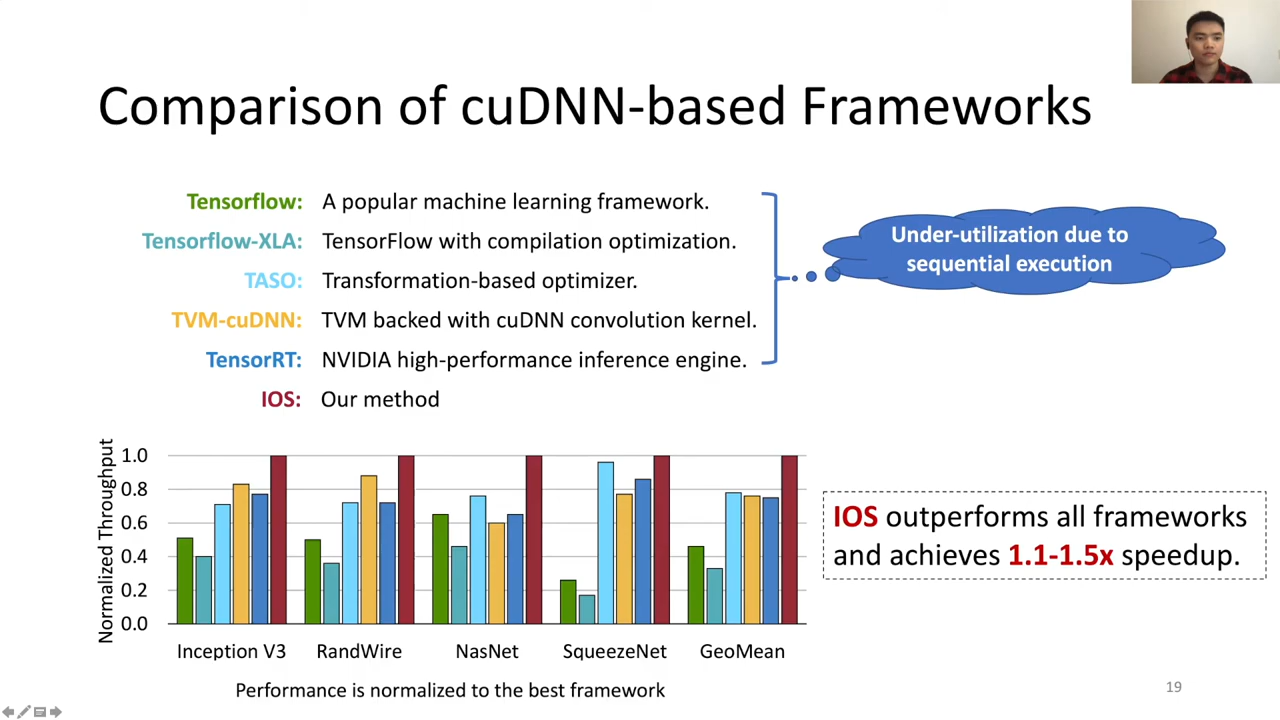 Comparison of cuDNN-based Frameworks
Tensorflow: A popular machine learning framework.
Tensorflow-XLA: TensorFlow with compilation optimization.
TASO: Transformation-based optimizer.
TVM-cuDNN: TVM backed with cuDNN convolution kernel.
TensorRT: NVIDIA high-performance inference engine.
IOS: Our method
Under-utilization due to
sequential execution
Normalized Throughput
1.0
0.8
0.6
0.4
0.2
0.0
Inception V3 RandWire NasNet SqueezeNet GeoMean
Performance is normalized to the best framework
IOS outperforms all frameworks
and achieves 1.1-1.5x speedup.
19